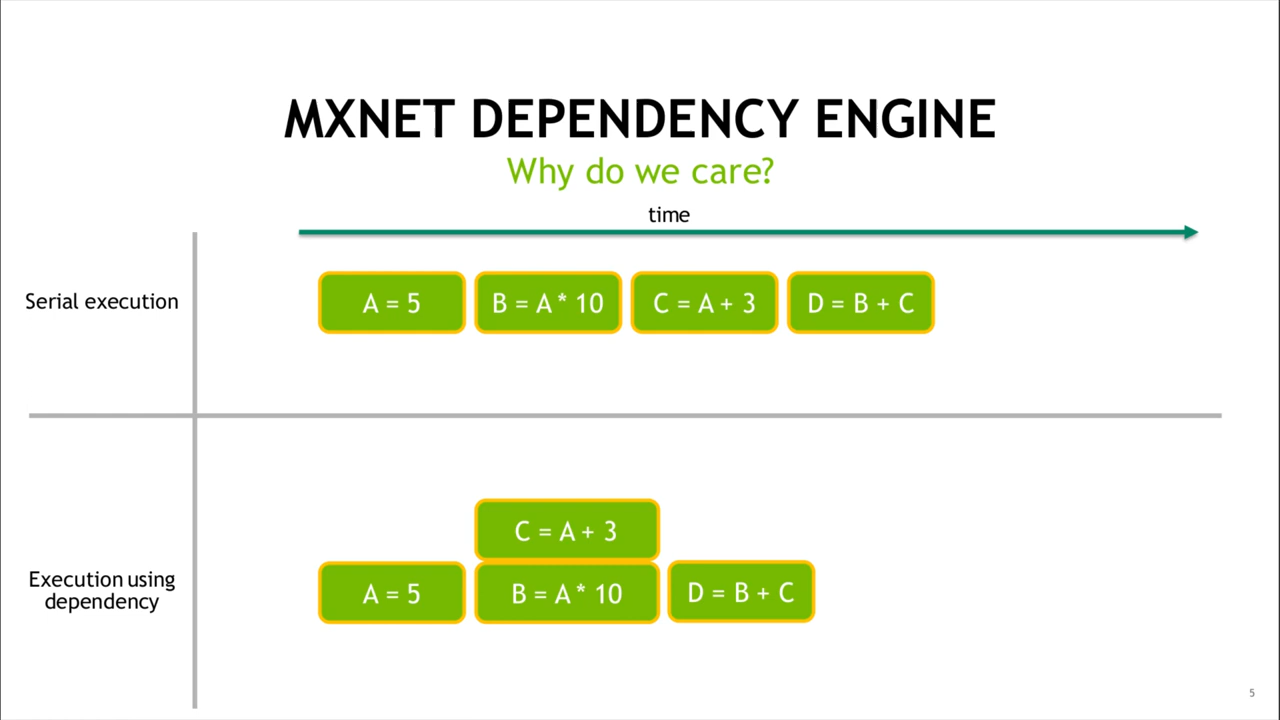 MXNET DEPENDENCY ENGINE
Why do we care?
time
Serial execution
A = 5
B = A * 10
C = A + 3
D = B + C
C = A + 3
Execution using
dependency
A = 5
B = A * 10
D = B + C
5